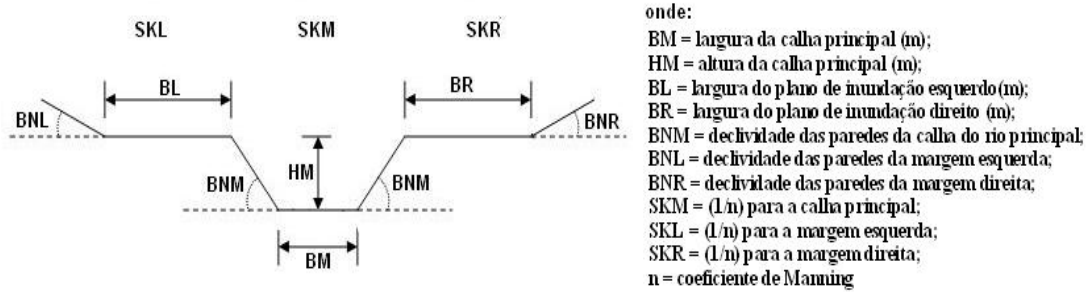 SKL SKM SKR
BL BR
BNL BNR
HM
BNM BNM
BM
onde:
BM = largura da calha principal (m);
HM = altura da calha principal (m);
BL = largura do plano de inundação esquerdo(m);
BR = largura do plano de inundação direito (m);
BNM = declividade das paredes da calha do rio principal;
BNL = declividade das paredes da margem esquerda;
BNR = declividade das paredes da margem direita;
SKM = (1/n) para a calha principal;
SKL = (1/n) para a margem esquerda;
SKR = (1/n) para a margem direita;
n = coeficiente de Manning